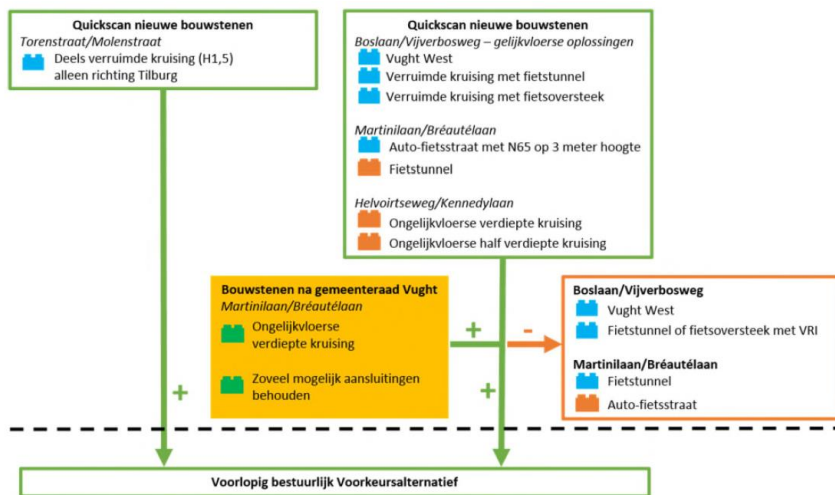 Quickscan nieuwe bouwstenen
Torenstraat/Molenstraat
Deels verruimde kruising (H1,5)
alleen richting Tilburg
Quickscan nieuwe bouwstenen
Boslaan/Vijverbosweg – gelijkvloerse oplossingen
Vught West
Verruimde kruising met fietstunnel
Verruimde kruising met fietsoversteek
Martinilaan/Bréautélaan
Auto-fietsstraat met N65 op 3 meter hoogte
Fietstunnel
Helvoirtseweg/Kennedylaan
Ongelijkvloerse verdiepte kruising
Ongelijkvloerse half verdiepte kruising
Bouwstenen na gemeenteraad Vught
Martinilaan/Bréautélaan
Ongelijkvloerse
verdiepte kruising
Zoveel mogelijk aansluitingen
behouden
+
-
Boslaan/Vijverbosweg
Vught West
Fietstunnel of fietsoversteek met VRI
Martinilaan/Bréautélaan
Fietstunnel
Auto-fietsstraat
+
+
Voorlopig bestuurlijk Voorkeursalternatief